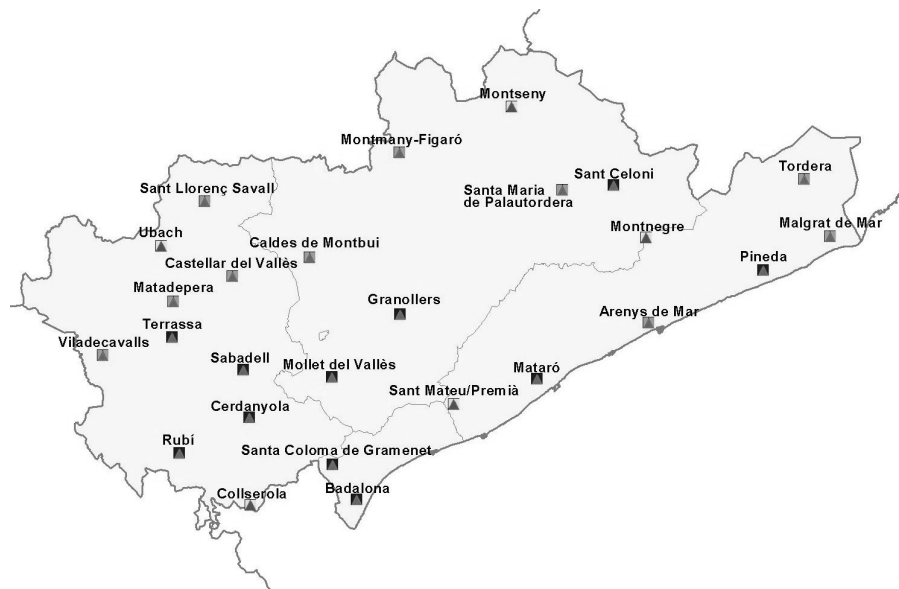 Montseny
Montmany-Figaró
Tordera
Sant Celoni
Santa Maria
de Palautordera
Sant Llorenç Savall
Montnegre
Malgrat de Mar
Ubach
Caldes de Montbui
Pineda
Castellar del Vallès
Matadepera
Granollers
Arenys de Mar
Terrassa
Viladecavalls
Sabadell
Mollet del Vallès
Mataró
Sant Mateu/Premià
Cerdanyola
Rubí
Santa Coloma de Gramenet
Collserola
Badalona